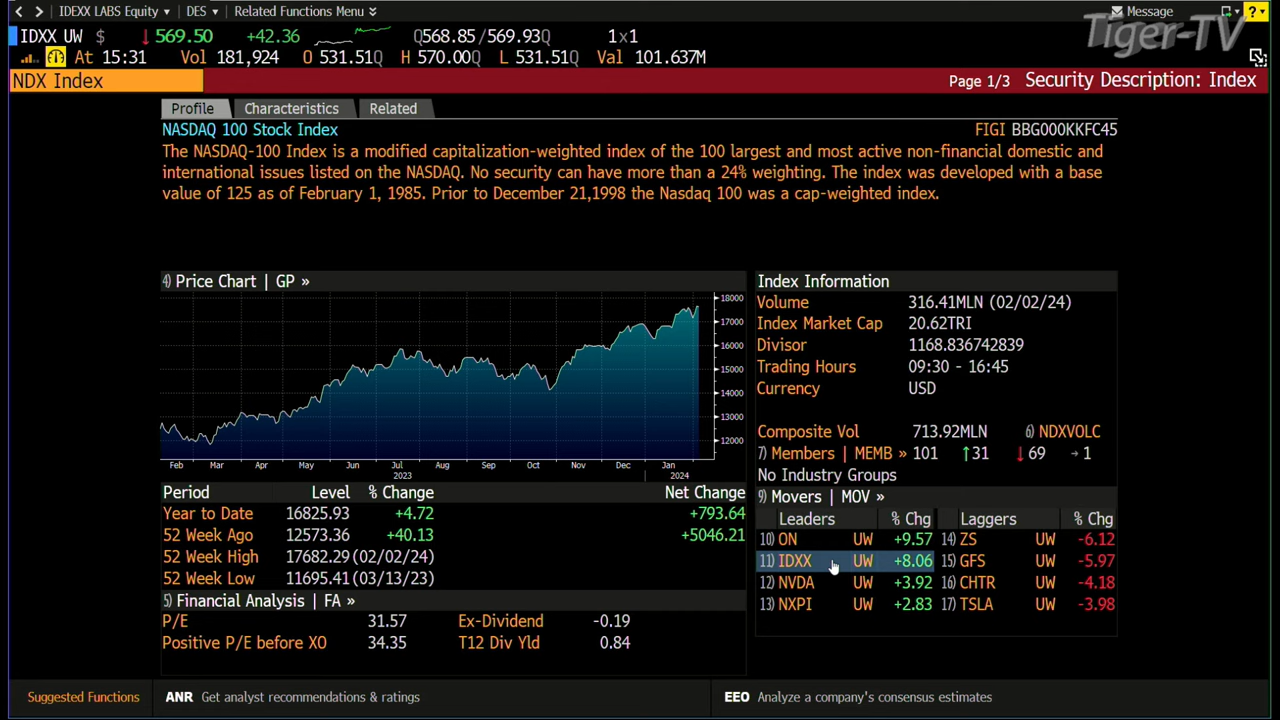 IDEXX LABS Equity DES Related Functions Menu Message
Tiger-TV
IDXX UW $ ↓ 569.50 +42.36 Q568.85/569.93Q 1x1
At 15:31 Vol 181,924 O 531.51Q H 570.00Q L 531.51Q Val 101.637M
NDX Index Page 1/3 Security Description: Index
Profile Characteristics Related
NASDAQ 100 Stock Index FIGI BBG000KKFC45
The NASDAQ-100 Index is a modified capitalization-weighted index of the 100 largest and most active non-financial domestic and
international issues listed on the NASDAQ. No security can have more than a 24% weighting. The index was developed with a base
value of 125 as of February 1, 1985. Prior to December 21,1998 the Nasdaq 100 was a cap-weighted index.
4) Price Chart | GP »
18000
17000
16000
15000
14000
13000
12000
Feb Mar Apr May Jun Jul Aug Sep Oct Nov Dec Jan
2023 2024
Index Information
Volume 316.41MLN (02/02/24)
Index Market Cap 20.62TRI
Divisor 1168.836742839
Trading Hours 09:30 - 16:45
Currency USD
Composite Vol 713.92MLN 6) NDXVOLC
7) Members | MEMB » 101 ↑31 ↓69 →1
No Industry Groups
Period Level % Change Net Change
Year to Date 16825.93 +4.72 +793.64
52 Week Ago 12573.36 +40.13 +5046.21
52 Week High 17682.29 (02/02/24)
52 Week Low 11695.41 (03/13/23)
9) Movers | MOV »
Leaders % Chg Laggers % Chg
10) ON UW +9.57 14) ZS UW -6.12
11) IDXX UW +8.06 15) GFS UW -5.97
12) NVDA UW +3.92 16) CHTR UW -4.18
13) NXPI UW +2.83 17) TSLA UW -3.98
5) Financial Analysis | FA »
P/E 31.57 Ex-Dividend -0.19
Positive P/E before XO 34.35 T12 Div Yld 0.84
Suggested Functions ANR Get analyst recommendations & ratings EEO Analyze a company's consensus estimates